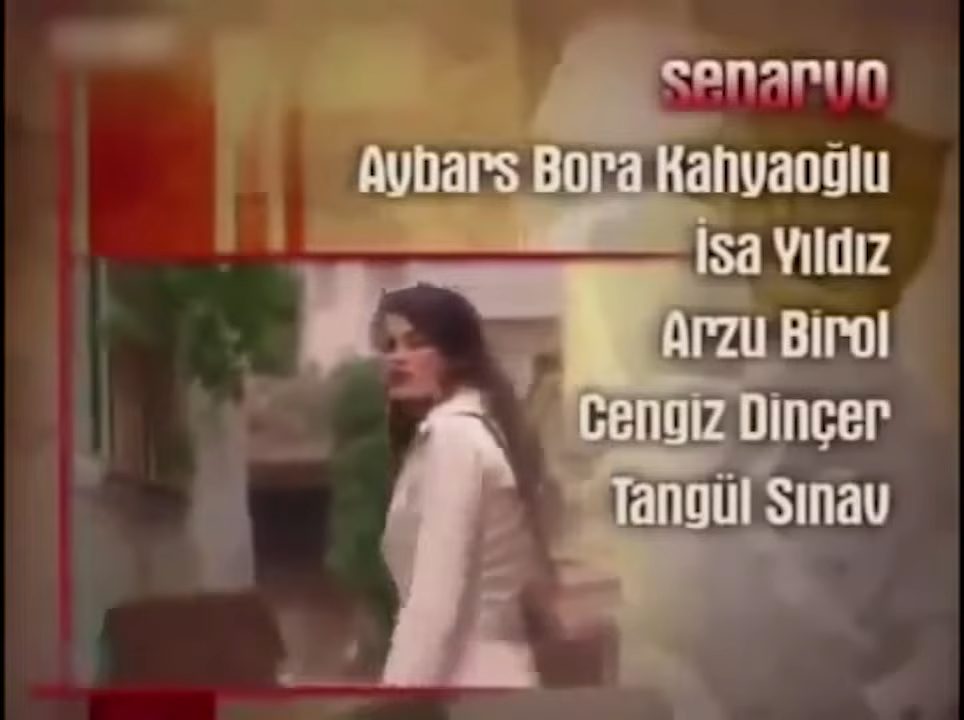 senaryo
Aybars Bora Kahyaoğlu
İsa Yıldız
Arzu Birol
Cengiz Dinçer
Tangül Sınav